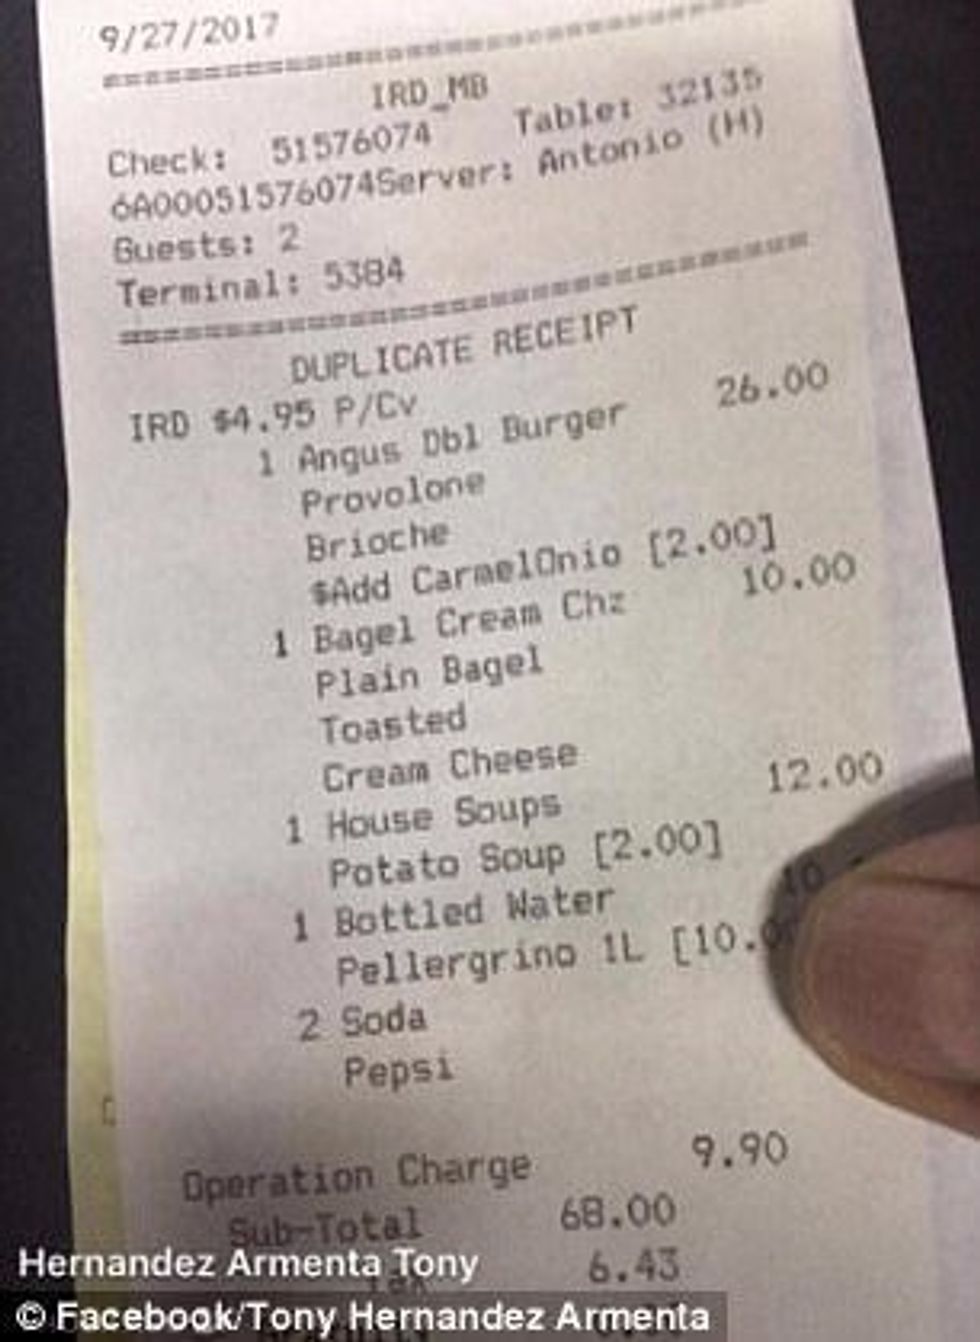 9/27/2017
================================
IRD_MB
Check: 51576074 Table: 32135
6A00051576074Server: Antonio (H)
Guests: 2
Terminal: 5384
================================
DUPLICATE RECEIPT
IRD $4.95 P/Cv
1 Angus Dbl Burger 26.00
Provolone
Brioche
$Add CarmelOnio [2.00]
1 Bagel Cream Chz 10.00
Plain Bagel
Toasted
Cream Cheese
1 House Soups 12.00
Potato Soup [2.00]
1 Bottled Water 10
Pellergrino 1L [10.0
2 Soda
Pepsi
Operation Charge 9.90
Sub-Total 68.00
Tax 6.43
Hernandez Armenta Tony
© Facebook/Tony Hernandez Armenta